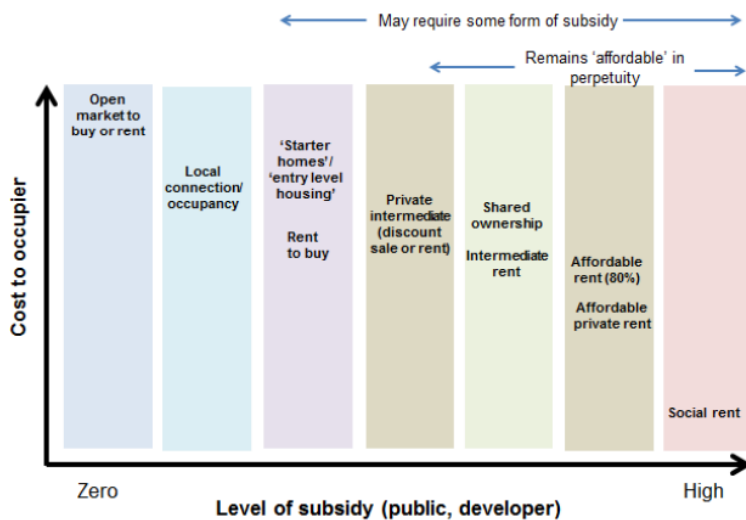 May require some form of subsidy
Remains ‘affordable’ in
perpetuity
Cost to occupier
Open
market to
buy or rent
Local
connection/
occupancy
‘Starter
homes’/
‘entry level
housing’
Rent
to buy
Private
intermediate
(discount
sale or rent)
Shared
ownership
Intermediate
rent
Affordable
rent (80%)
Affordable
private rent
Social rent
Zero
High
Level of subsidy (public, developer)